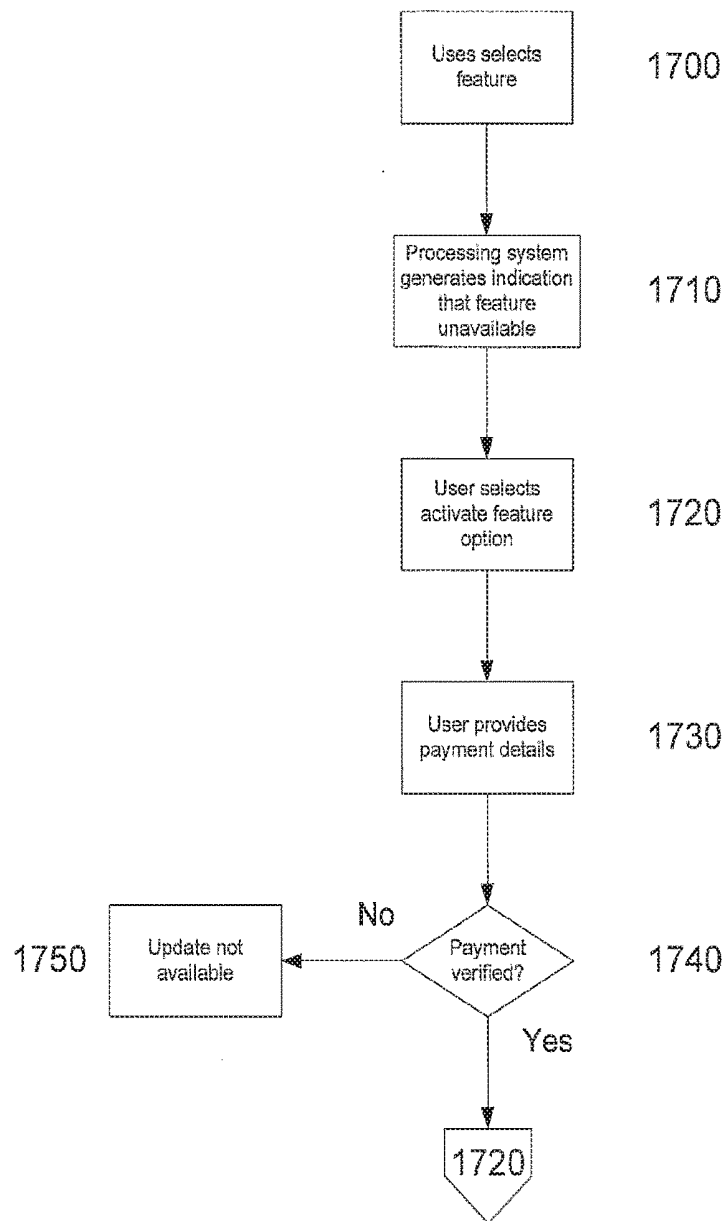 Uses selects
feature
1700
Processing system
generates indication
that feature
unavailable
1710
User selects
activate feature
option
1720
User provides
payment details
1730
No
Payment
verified?
1740
1750
Update not
available
Yes
1720